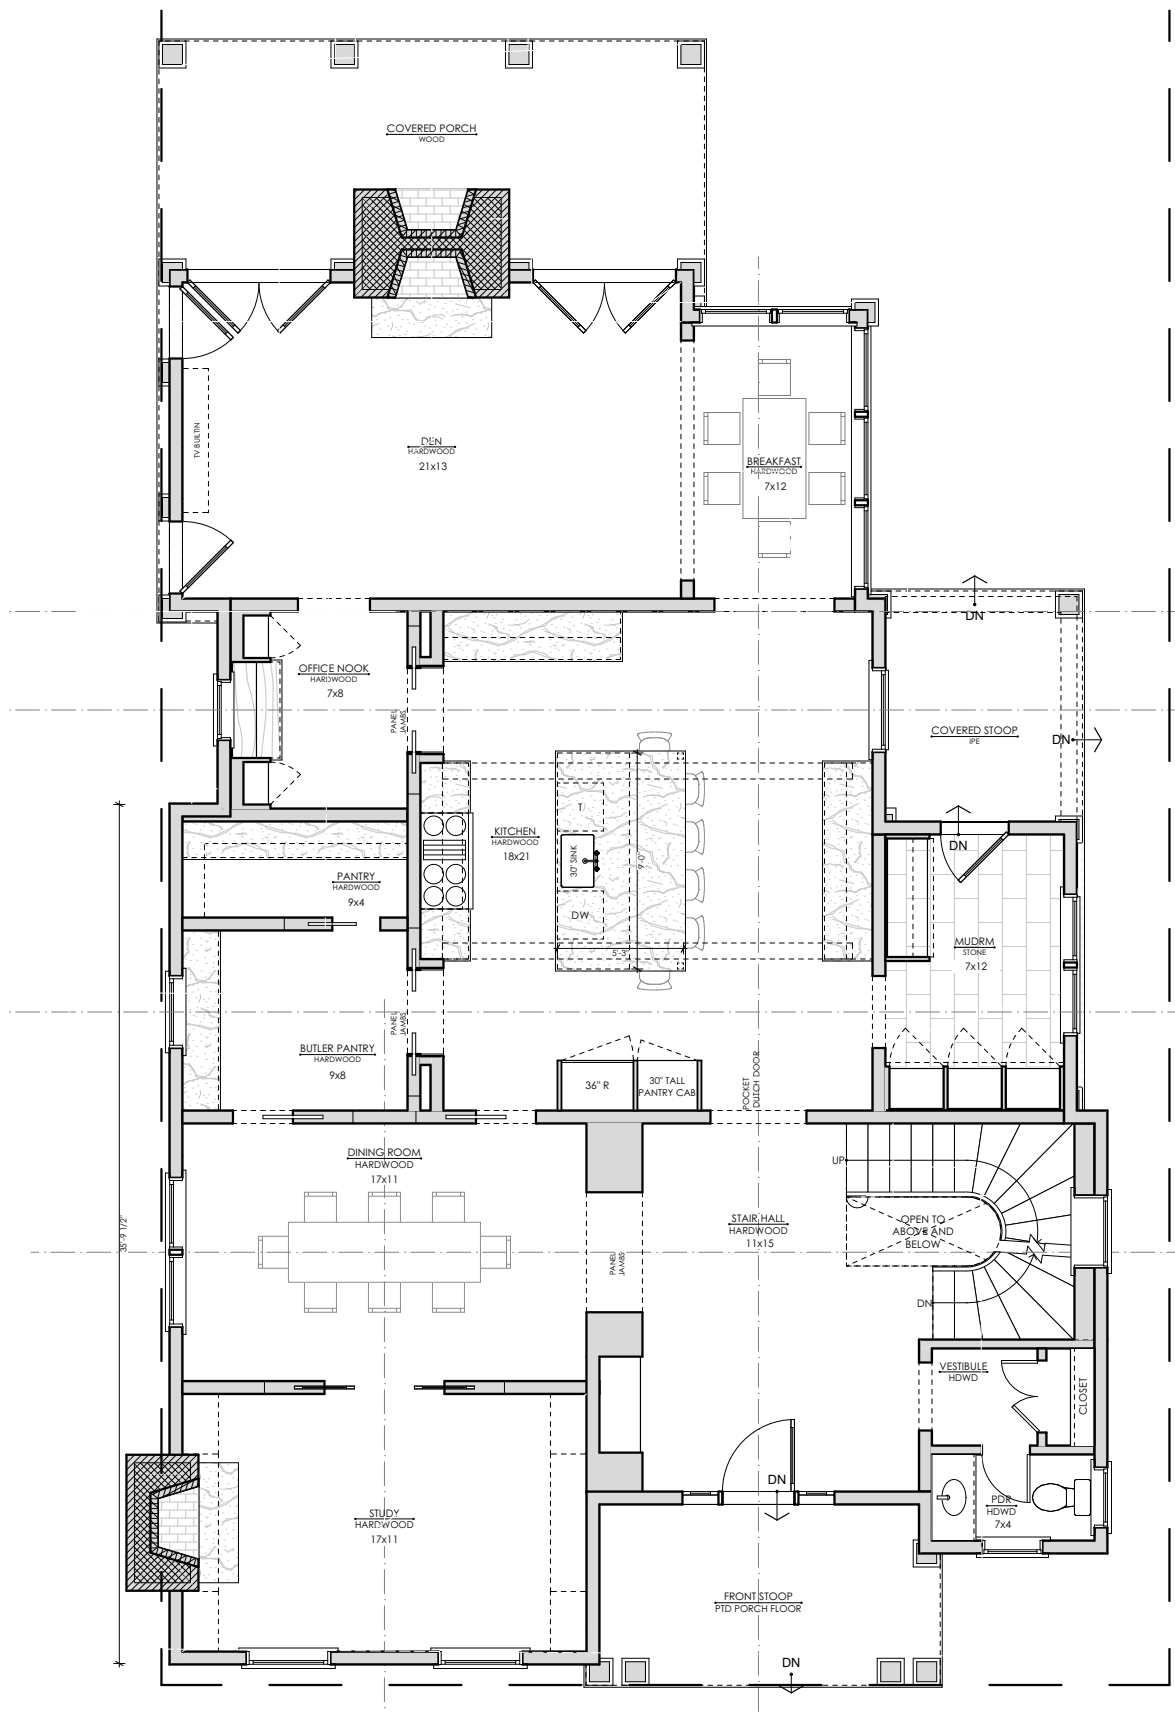 COVERED PORCH
WOOD
TV BUILTIN
DEN
HARDWOOD
21x13
BREAKFAST
HARDWOOD
7x12
OFFICE NOOK
HARDWOOD
7x8
PANEL
JAMBS
DN
COVERED STOOP
IPE
DN
KITCHEN
HARDWOOD
18x21
T
30" SINK
9'-0"
DW
5'-3"
DN
PANTRY
HARDWOOD
9x4
MUDRM
STONE
7x12
BUTLER PANTRY
HARDWOOD
9x8
PANEL
JAMBS
36" R
30" TALL
PANTRY CAB
POCKET
DUTCH DOOR
DINING ROOM
HARDWOOD
17x11
35'-9 1/2"
PANEL
JAMBS
STAIR HALL
HARDWOOD
11x15
UP
OPEN TO
ABOVE AND
BELOW
DN
VESTIBULE
HDWD
CLOSET
STUDY
HARDWOOD
17x11
DN
PDR
HDWD
7x4
FRONT STOOP
PTD PORCH FLOOR
DN